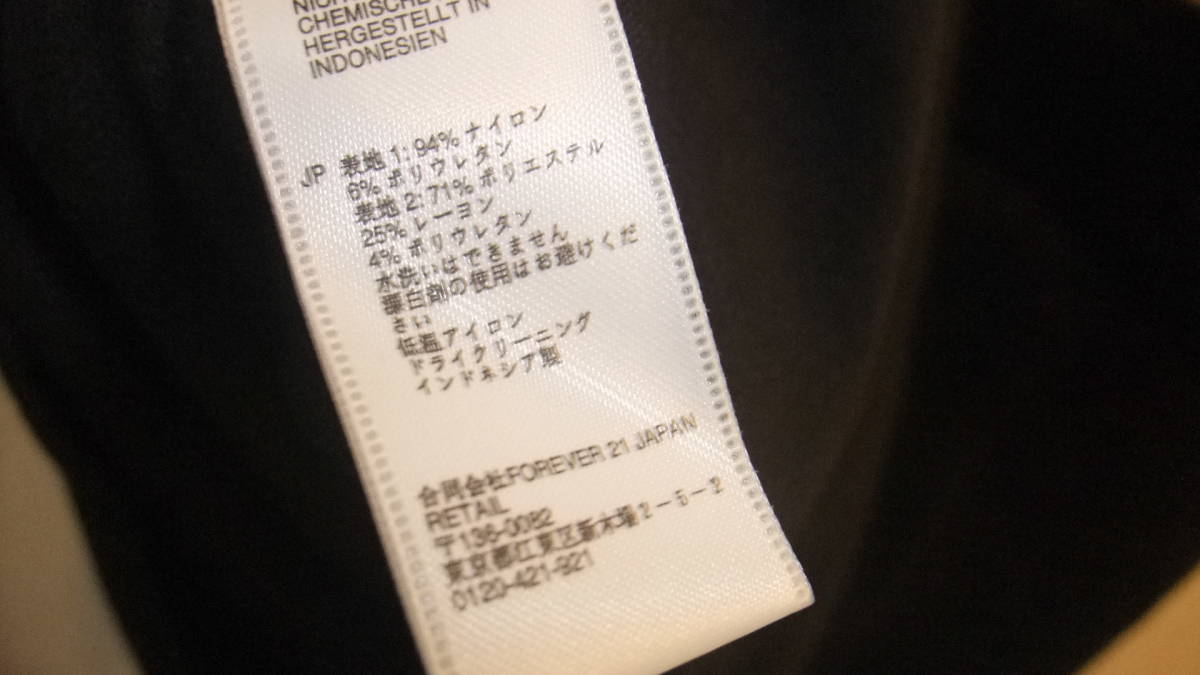 CHEMISCHE
HERGESTELLT IN
INDONESIEN
JP 表地 1: 94% ナイロン
6% ポリウレタン
表地 2: 71% ポリエステル
25% レーヨン
4% ポリウレタン
水洗いはできません
漂白剤の使用はお避けくだ
さい
低温アイロン
ドライクリーニング
インドネシア製
合同会社FOREVER 21 JAPAN
RETAIL
〒136-0082
東京都江東区新木場2-5-2
0120-421-921